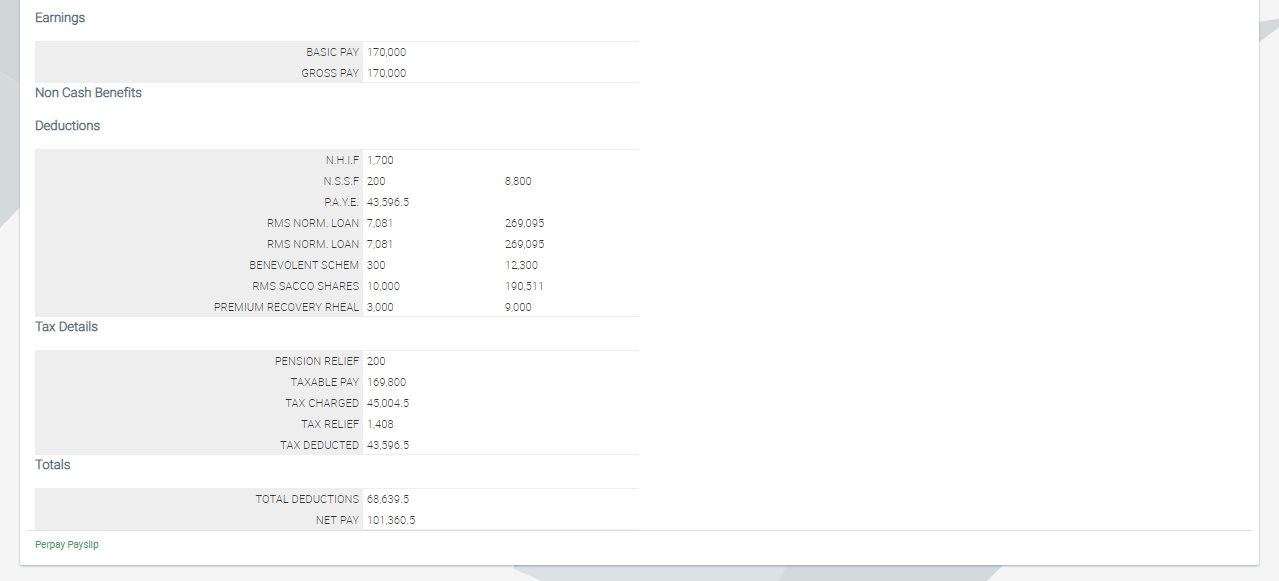 Earnings
BASIC PAY 170,000
GROSS PAY 170,000
Non Cash Benefits
Deductions
N.H.I.F 1,700
N.S.S.F 200 8,800
P.A.Y.E. 43,596.5
RMS NORM. LOAN 7,081 269,095
RMS NORM. LOAN 7,081 269,095
BENEVOLENT SCHEM 300 12,300
RMS SACCO SHARES 10,000 190,511
PREMIUM RECOVERY RHEAL 3,000 9,000
Tax Details
PENSION RELIEF 200
TAXABLE PAY 169,800
TAX CHARGED 45,004.5
TAX RELIEF 1,408
TAX DEDUCTED 43,596.5
Totals
TOTAL DEDUCTIONS 68,639.5
NET PAY 101,360.5
Perpay Payslip